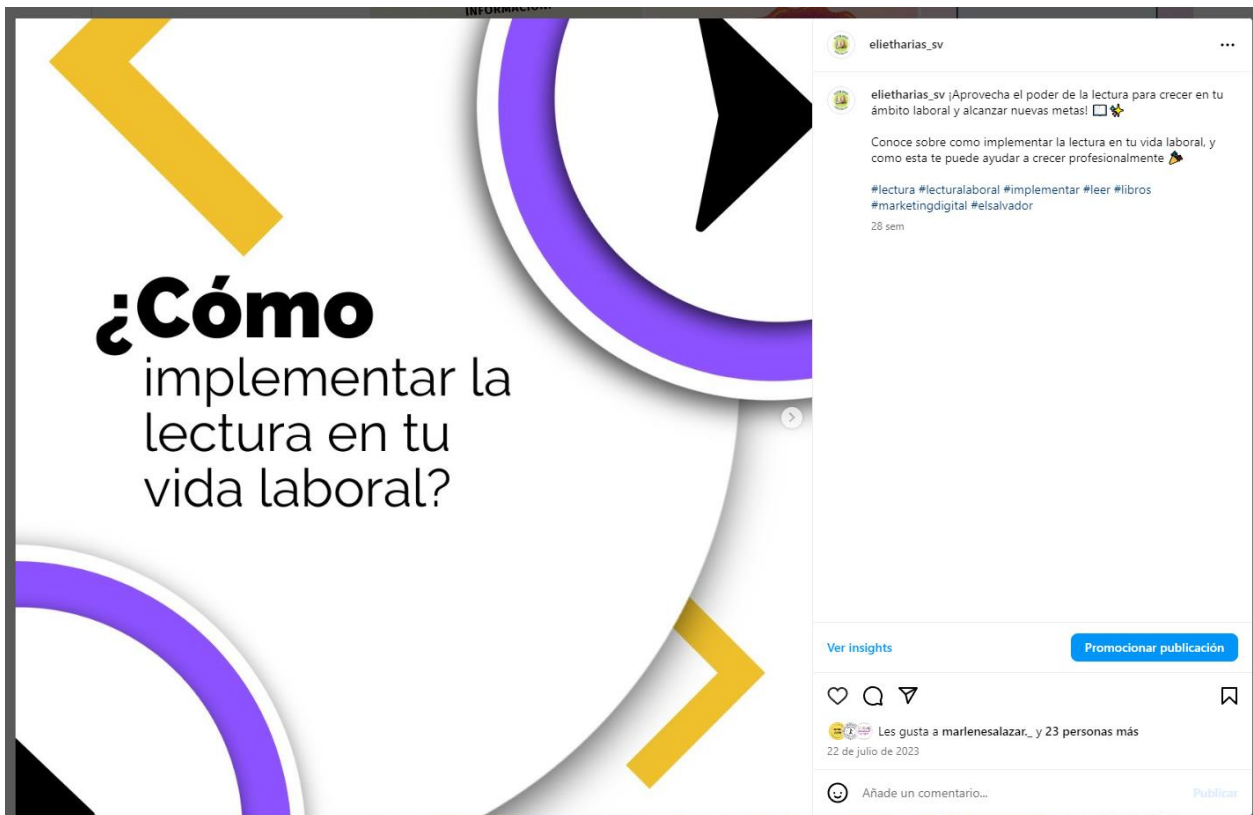 INFORMACIÓN:
¿Cómo
implementar la
lectura en tu
vida laboral?
elietharias_sv
elietharias_sv ¡Aprovecha el poder de la lectura para crecer en tu
ámbito laboral y alcanzar nuevas metas!
Conoce sobre como implementar la lectura en tu vida laboral, y
como esta te puede ayudar a crecer profesionalmente
#lectura #lecturalaboral #implementar #leer #libros
#marketingdigital #elsalvador
28 sem
Ver insights
Promocionar publicación
Les gusta a marlenesalazar._ y 23 personas más
22 de julio de 2023
Añade un comentario...
Publicar